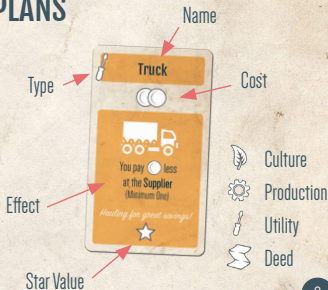 PLANS
Name
Truck
Type
Cost
You pay less
at the Supplier
(Minimum One)
Hauling for great savings!
Effect
Star Value
Culture
Production
Utility
Deed